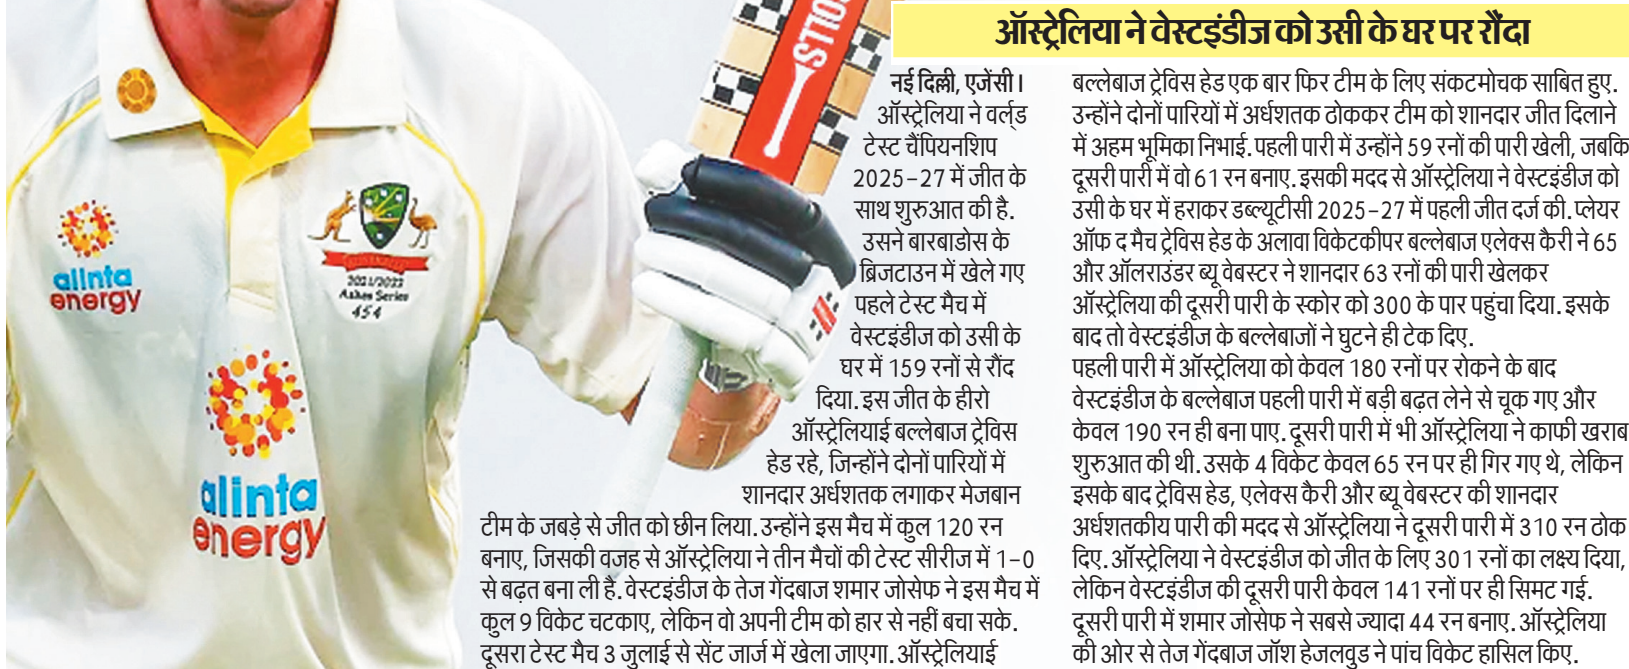 ऑस्ट्रेलिया ने वेस्टइंडीज को उसी के घर पर रौंदा
नई दिल्ली, एजेंसी।
ऑस्ट्रेलिया ने वर्ल्ड
टेस्ट चैंपियनशिप
2025-27 में जीत के
साथ शुरुआत की है.
उसने बारबाडोस के
ब्रिजटाउन में खेले गए
पहले टेस्ट मैच में
वेस्टइंडीज को उसी के
घर में 159 रनों से रौंद
दिया. इस जीत के हीरो
ऑस्ट्रेलियाई बल्लेबाज ट्रेविस
हेड रहे, जिन्होंने दोनों पारियों में
शानदार अर्धशतक लगाकर मेजबान
टीम के जबड़े से जीत को छीन लिया. उन्होंने इस मैच में कुल 120 रन
बनाए, जिसकी वजह से ऑस्ट्रेलिया ने तीन मैचों की टेस्ट सीरीज में 1-0
से बढ़त बना ली है. वेस्टइंडीज के तेज गेंदबाज शमार जोसेफ ने इस मैच में
कुल 9 विकेट चटकाए, लेकिन वो अपनी टीम को हार से नहीं बचा सके.
दूसरा टेस्ट मैच 3 जुलाई से सेंट जार्ज में खेला जाएगा. ऑस्ट्रेलियाई
बल्लेबाज ट्रेविस हेड एक बार फिर टीम के लिए संकटमोचक साबित हुए.
उन्होंने दोनों पारियों में अर्धशतक ठोककर टीम को शानदार जीत दिलाने
में अहम भूमिका निभाई. पहली पारी में उन्होंने 59 रनों की पारी खेली, जबकि
दूसरी पारी में वो 61 रन बनाए. इसकी मदद से ऑस्ट्रेलिया ने वेस्टइंडीज को
उसी के घर में हराकर डब्ल्यूटीसी 2025-27 में पहली जीत दर्ज की. प्लेयर
ऑफ द मैच ट्रेविस हेड के अलावा विकेटकीपर बल्लेबाज एलेक्स कैरी ने 65
और ऑलराउंडर ब्यू वेबस्टर ने शानदार 63 रनों की पारी खेलकर
ऑस्ट्रेलिया की दूसरी पारी के स्कोर को 300 के पार पहुंचा दिया. इसके
बाद तो वेस्टइंडीज के बल्लेबाजों ने घुटने ही टेक दिए.
पहली पारी में ऑस्ट्रेलिया को केवल 180 रनों पर रोकने के बाद
वेस्टइंडीज के बल्लेबाज पहली पारी में बड़ी बढ़त लेने से चूक गए और
केवल 190 रन ही बना पाए. दूसरी पारी में भी ऑस्ट्रेलिया ने काफी खराब
शुरुआत की थी. उसके 4 विकेट केवल 65 रन पर ही गिर गए थे, लेकिन
इसके बाद ट्रेविस हेड, एलेक्स कैरी और ब्यू वेबस्टर की शानदार
अर्धशतकीय पारी की मदद से ऑस्ट्रेलिया ने दूसरी पारी में 310 रन ठोक
दिए. ऑस्ट्रेलिया ने वेस्टइंडीज को जीत के लिए 301 रनों का लक्ष्य दिया,
लेकिन वेस्टइंडीज की दूसरी पारी केवल 141 रनों पर ही सिमट गई.
दूसरी पारी में शमार जोसेफ ने सबसे ज्यादा 44 रन बनाए. ऑस्ट्रेलिया
की ओर से तेज गेंदबाज जॉश हेजलवुड ने पांच विकेट हासिल किए.
alinta
energy
2021/2022
Ashes Series
454
alinta
energy